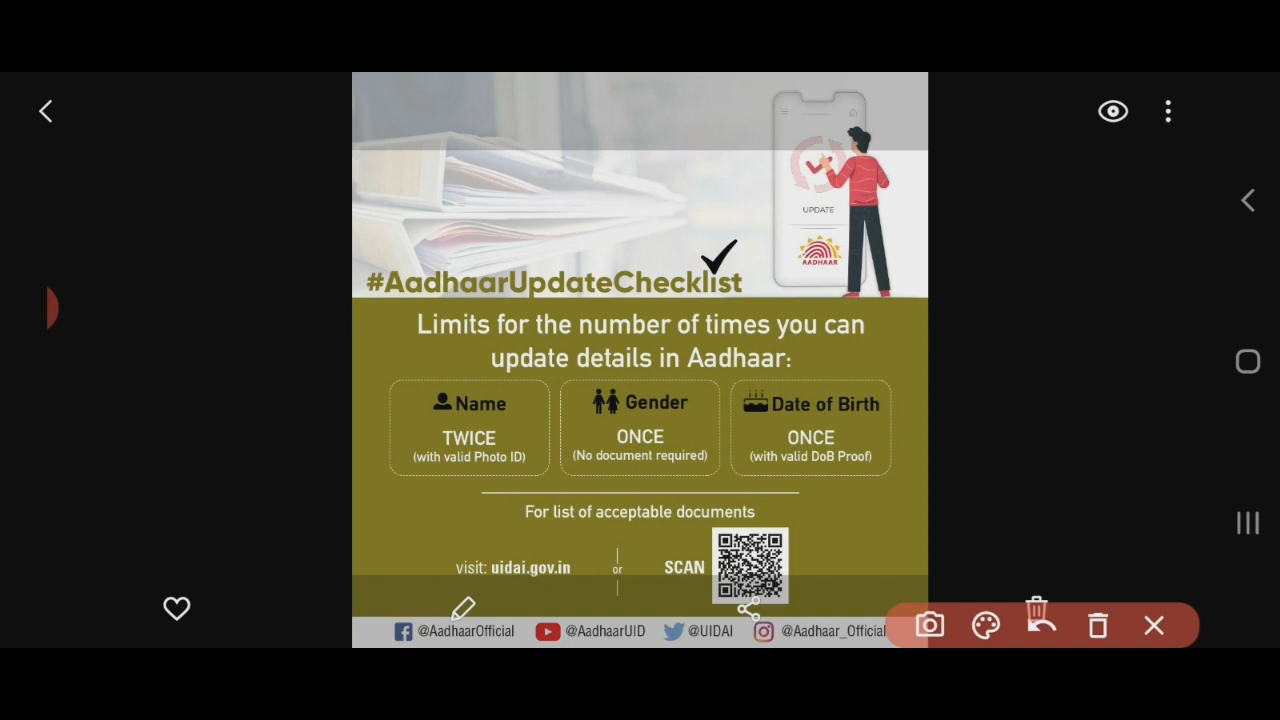 UPDATE
AADHAAR
#AadhaarUpdateChecklist
Limits for the number of times you can
update details in Aadhaar:
Name
TWICE
(with valid Photo ID)
Gender
ONCE
(No document required)
Date of Birth
ONCE
(with valid DoB Proof)
For list of acceptable documents
visit: uidai.gov.in or SCAN
@AadhaarOfficial @AadhaarUID @UIDAI @Aadhaar_Official